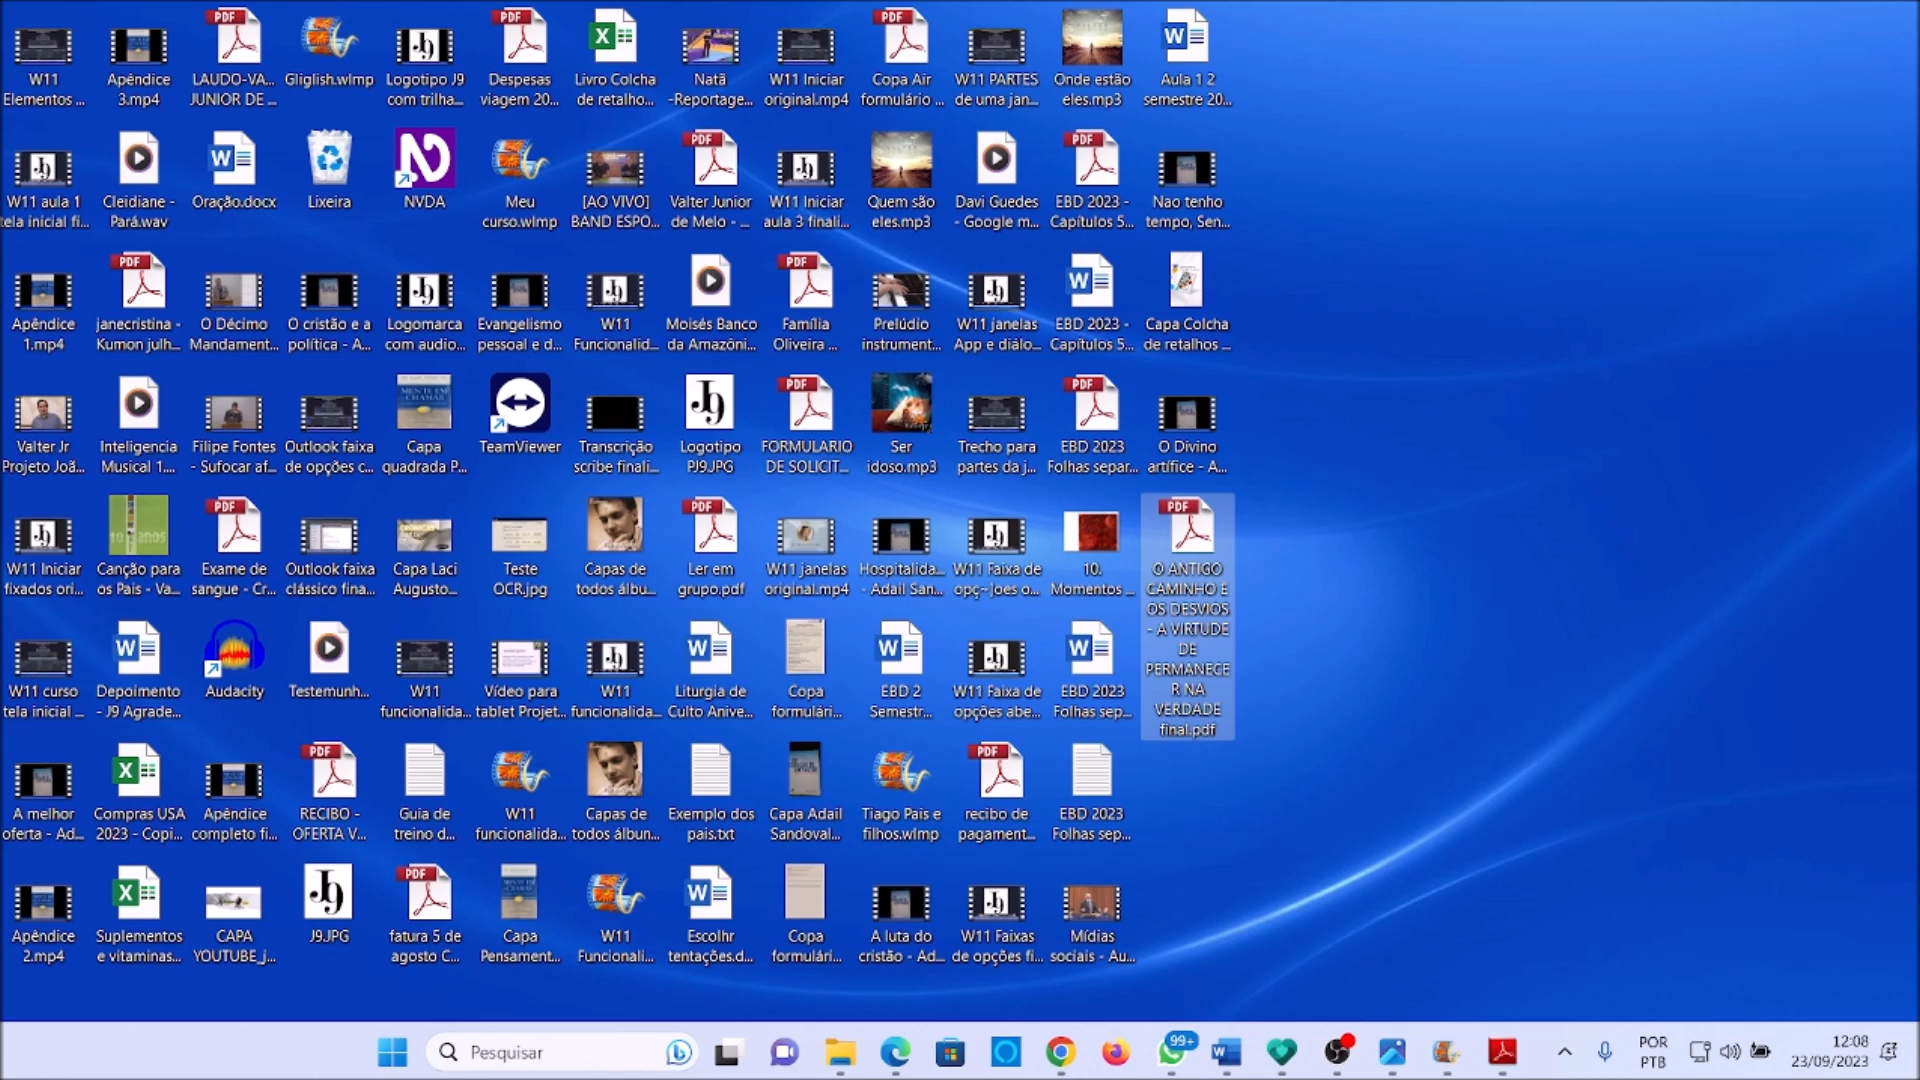 W11
Elementos ...
Apêndice
3.mp4
LAUDO-VA...
JUNIOR DE ...
Gliglish.wlmp
Logotipo J9
com trilha...
Despesas
viagem 20...
Livro Colcha
de retalho...
Natã
-Reportage...
W11 Iniciar
original.mp4
Copa Air
formulário ...
W11 PARTES
de uma jan...
Onde estão
eles.mp3
Aula 1 2
semestre 20...
W11 aula 1
tela inicial fi...
Cleidiane -
Pará.wav
Oração.docx
Lixeira
NVDA
Meu
curso.wlmp
[AO VIVO]
BAND ESPO...
Valter Junior
de Melo - ...
W11 Iniciar
aula 3 finali...
Quem são
eles.mp3
Davi Guedes
- Google m...
EBD 2023 -
Capítulos 5...
Nao tenho
tempo, Sen...
Apêndice
1.mp4
janecristina -
Kumon julh...
O Décimo
Mandament...
O cristão e a
política - A...
Logomarca
com audio...
Evangelismo
pessoal e d...
W11
Funcionalid...
Moisés Banco
da Amazôni...
Família
Oliveira ...
Prelúdio
instrument...
W11 janelas
App e diálo...
EBD 2023 -
Capítulos 5...
Capa Colcha
de retalhos ...
Valter Jr
Projeto Joã...
Inteligencia
Musical 1....
Filipe Fontes
- Sufocar af...
Outlook faixa
de opções c...
Capa
quadrada P...
TeamViewer
Transcrição
scribe finali...
Logotipo
PJ9.JPG
FORMULARIO
DE SOLICIT...
Ser
idoso.mp3
Trecho para
partes da j...
EBD 2023
Folhas separ...
O Divino
artífice - A...
W11 Iniciar
fixados ori...
Canção para
os Pais - Va...
Exame de
sangue - Cr...
Outlook faixa
clássico fina...
Capa Laci
Augusto...
Teste
OCR.jpg
Capas de
todos álbu...
Ler em
grupo.pdf
W11 janelas
original.mp4
Hospitalida...
- Adail San...
W11 Faixa de
opç~]oes o...
10.
Momentos ...
O ANTIGO
CAMINHO E
OS DESVIOS
- A VIRTUDE
DE
PERMANECE
R NA
VERDADE
final.pdf
W11 curso
tela inicial ...
Depoimento
- J9 Agrade...
Audacity
Testemunh...
W11
funcionalida...
Vídeo para
tablet Projet...
W11
funcionalida...
Liturgia de
Culto Anive...
Copa
formulári...
EBD 2
Semestr...
W11 Faixa de
opções abe...
EBD 2023
Folhas sep...
A melhor
oferta - Ad...
Compras USA
2023 - Copi...
Apêndice
completo fi...
RECIBO -
OFERTA V...
Guia de
treino d...
W11
funcionalida...
Capas de
todos álbun...
Exemplo dos
pais.txt
Capa Adail
Sandoval...
Tiago Pais e
filhos.wlmp
recibo de
pagament...
EBD 2023
Folhas sep...
Apêndice
2.mp4
Suplementos
e vitaminas...
CAPA
YOUTUBE_j...
J9.JPG
fatura 5 de
agosto C...
Capa
Pensament...
W11
Funcionali...
Escolhr
tentações.d...
Copa
formulári...
A luta do
cristão - Ad...
W11 Faixas
de opções fi...
Mídias
sociais - Au...
Pesquisar
99+
POR
PTB
12:08
23/09/2023